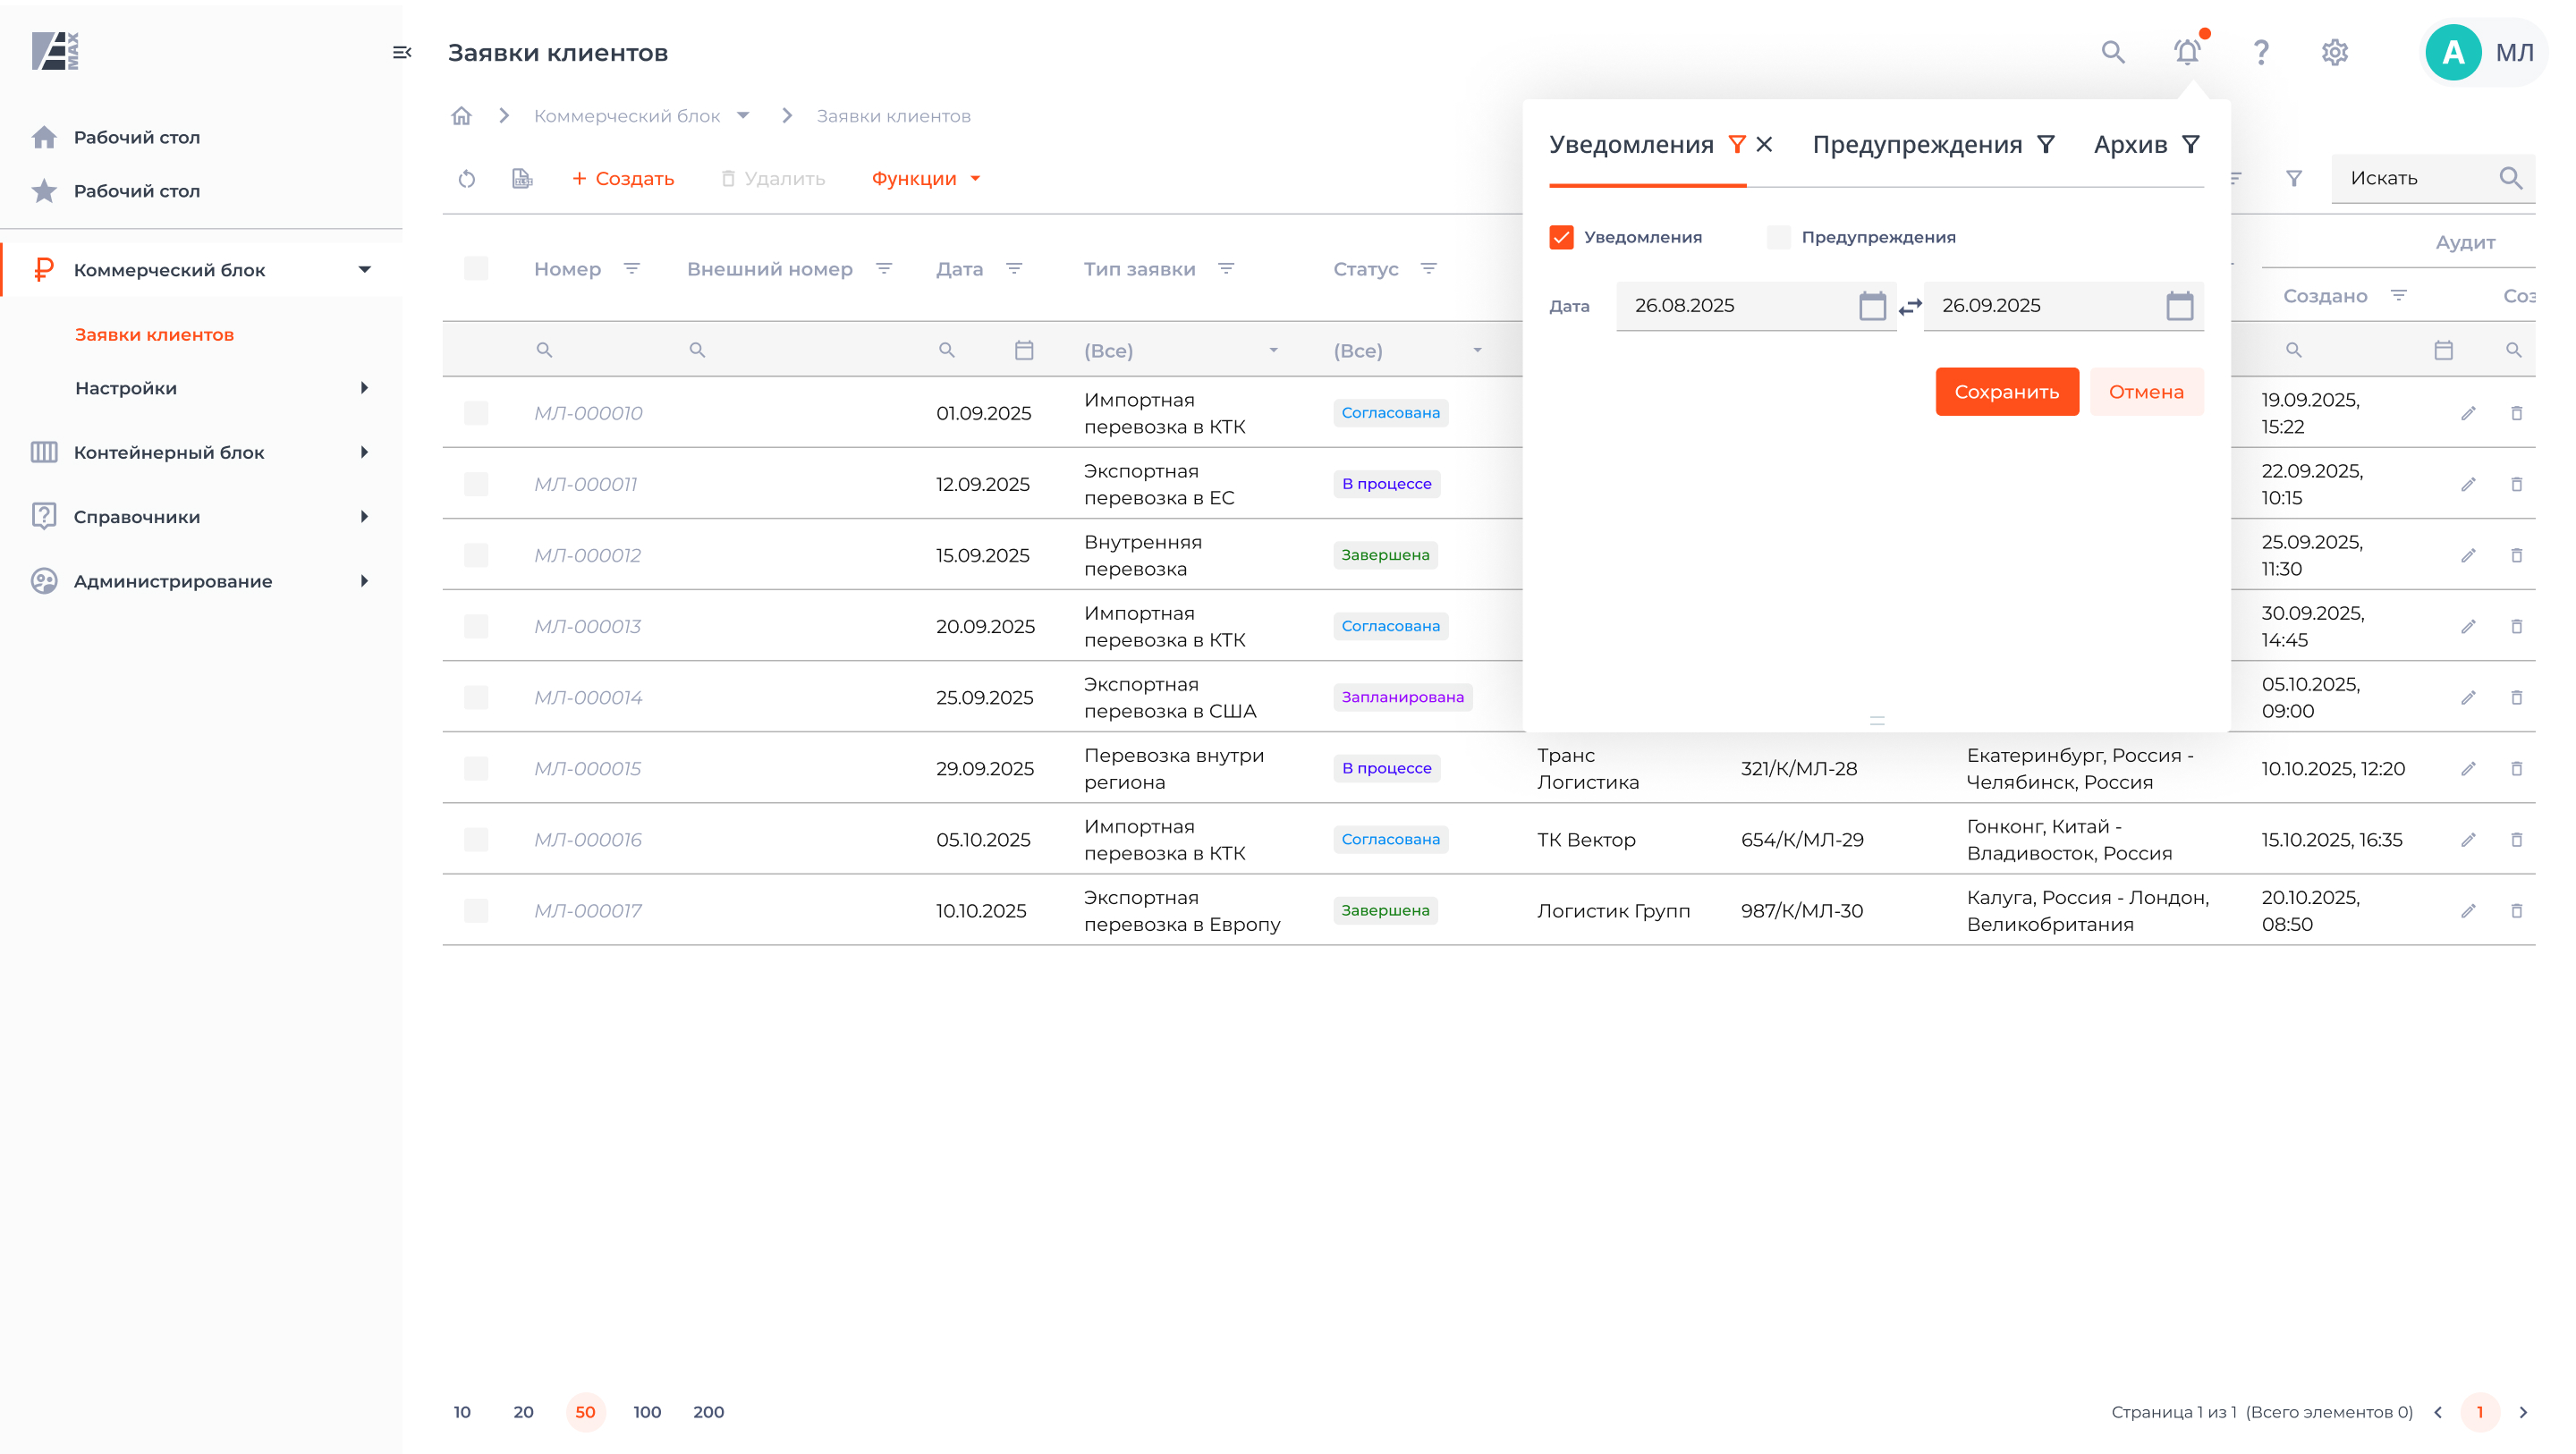 MAX
Заявки клиентов
А
МЛ
Рабочий стол
Рабочий стол
Коммерческий блок
Заявки клиентов
Настройки
Контейнерный блок
Справочники
Администрирование
Коммерческий блок
Заявки клиентов
+ Создать
Удалить
Функции
Искать
Уведомления
Предупреждения
Архив
Уведомления
Предупреждения
Дата
26.08.2025
26.09.2025
Сохранить
Отмена
Номер
Внешний номер
Дата
Тип заявки
Статус
Аудит
Создано
Соз
(Все)
(Все)
МЛ-000010
01.09.2025
Импортная
перевозка в КТК
Согласована
19.09.2025,
15:22
МЛ-000011
12.09.2025
Экспортная
перевозка в ЕС
В процессе
22.09.2025,
10:15
МЛ-000012
15.09.2025
Внутренняя
перевозка
Завершена
25.09.2025,
11:30
МЛ-000013
20.09.2025
Импортная
перевозка в КТК
Согласована
30.09.2025,
14:45
МЛ-000014
25.09.2025
Экспортная
перевозка в США
Запланирована
05.10.2025,
09:00
МЛ-000015
29.09.2025
Перевозка внутри
региона
В процессе
Транс
Логистика
321/К/МЛ-28
Екатеринбург, Россия -
Челябинск, Россия
10.10.2025, 12:20
МЛ-000016
05.10.2025
Импортная
перевозка в КТК
Согласована
ТК Вектор
654/К/МЛ-29
Гонконг, Китай -
Владивосток, Россия
15.10.2025, 16:35
МЛ-000017
10.10.2025
Экспортная
перевозка в Европу
Завершена
Логистик Групп
987/К/МЛ-30
Калуга, Россия - Лондон,
Великобритания
20.10.2025,
08:50
10
20
50
100
200
Страница 1 из 1 (Всего элементов 0)
1